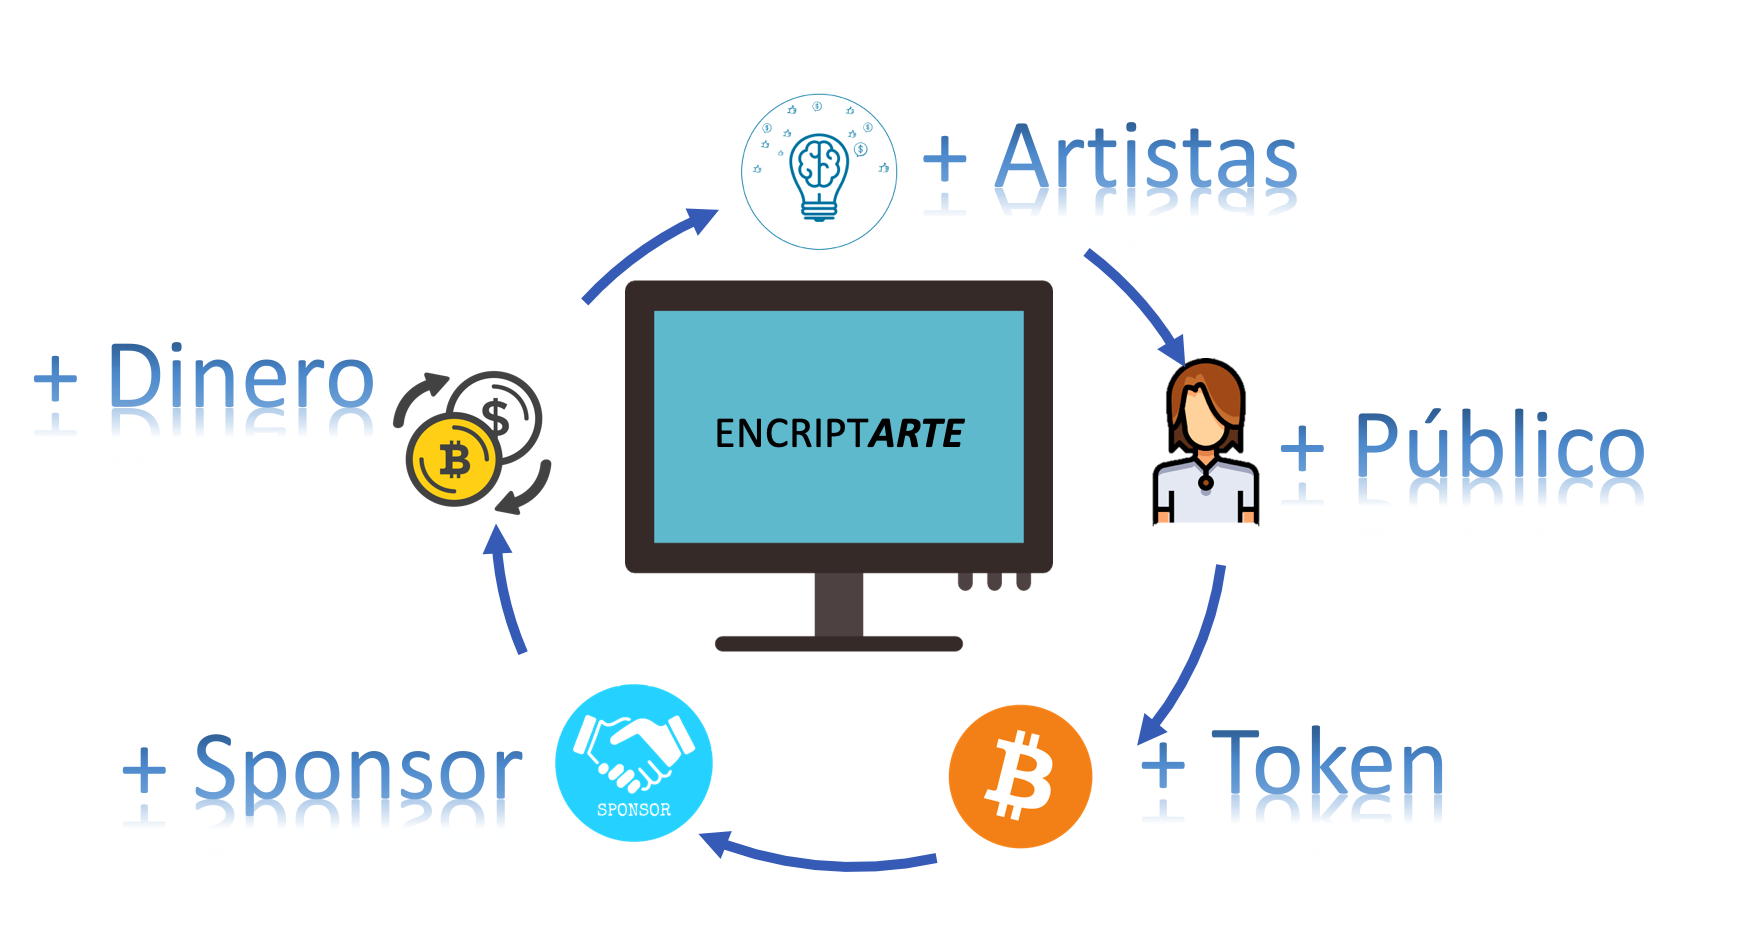 + Artistas
+ Dinero
ENCRIPTARTE
+ Público
+ Sponsor
SPONSOR
+ Token